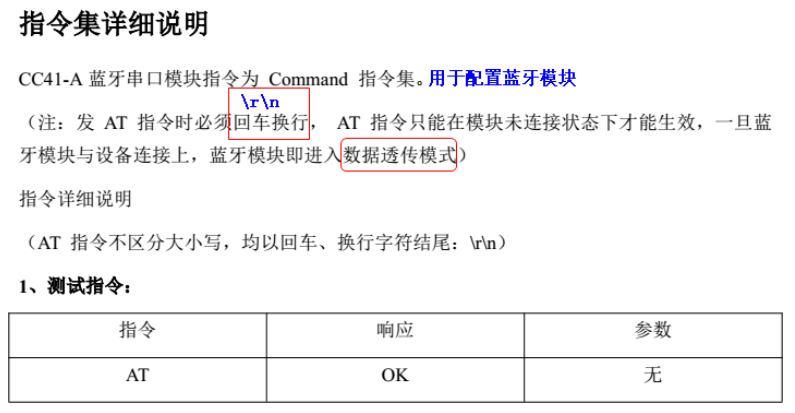 指令集详细说明
CC41-A 蓝牙串口模块指令为 Command 指令集。用于配置蓝牙模块
\r\n
（注：发 AT 指令时必须回车换行， AT 指令只能在模块未连接状态下才能生效，一旦蓝
牙模块与设备连接上，蓝牙模块即进入数据透传模式）
指令详细说明
（AT 指令不区分大小写，均以回车、换行字符结尾：\r\n）
1、测试指令：
指令 响应 参数
AT OK 无